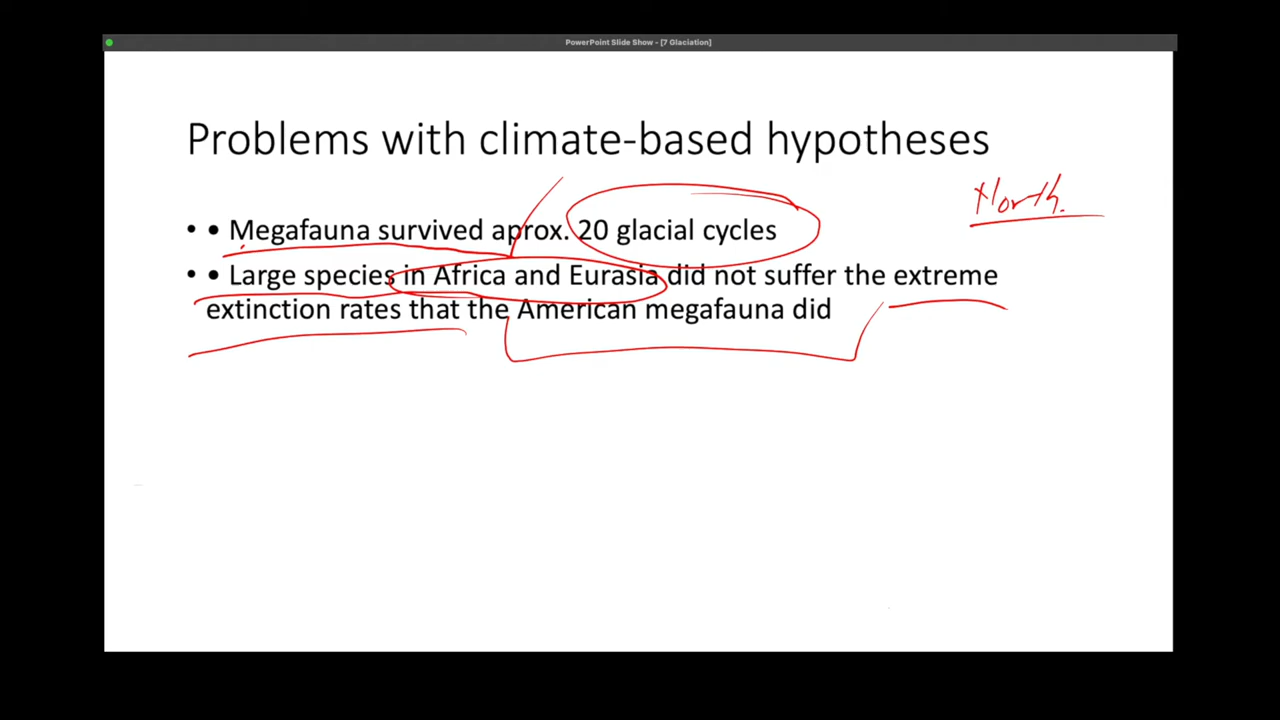 PowerPoint Slide Show - [7 Glaciation]
Problems with climate-based hypotheses
North.
• • Megafauna survived aprox. 20 glacial cycles
• • Large species in Africa and Eurasia did not suffer the extreme
extinction rates that the American megafauna did